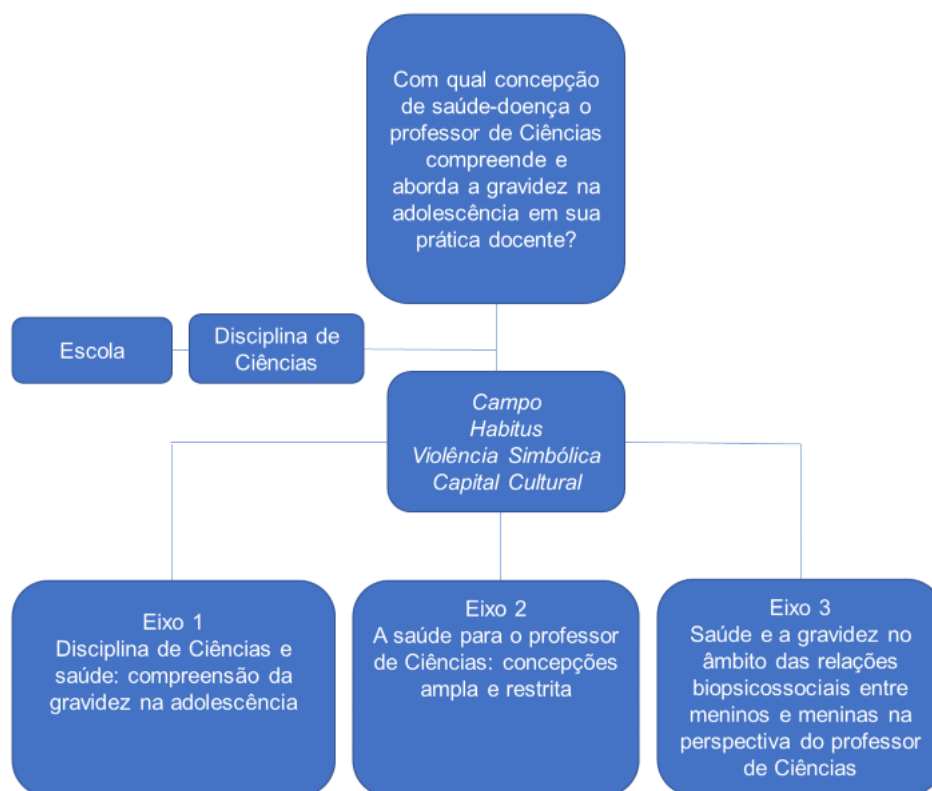 Com qual concepção
de saúde-doença o
professor de Ciências
compreende e
aborda a gravidez na
adolescência em sua
prática docente?
Escola
Disciplina de
Ciências
Campo
Habitus
Violência Simbólica
Capital Cultural
Eixo 1
Disciplina de Ciências e
saúde: compreensão da
gravidez na adolescência
Eixo 2
A saúde para o professor
de Ciências: concepções
ampla e restrita
Eixo 3
Saúde e a gravidez no
âmbito das relações
biopsicossociais entre
meninos e meninas na
perspectiva do professor
de Ciências